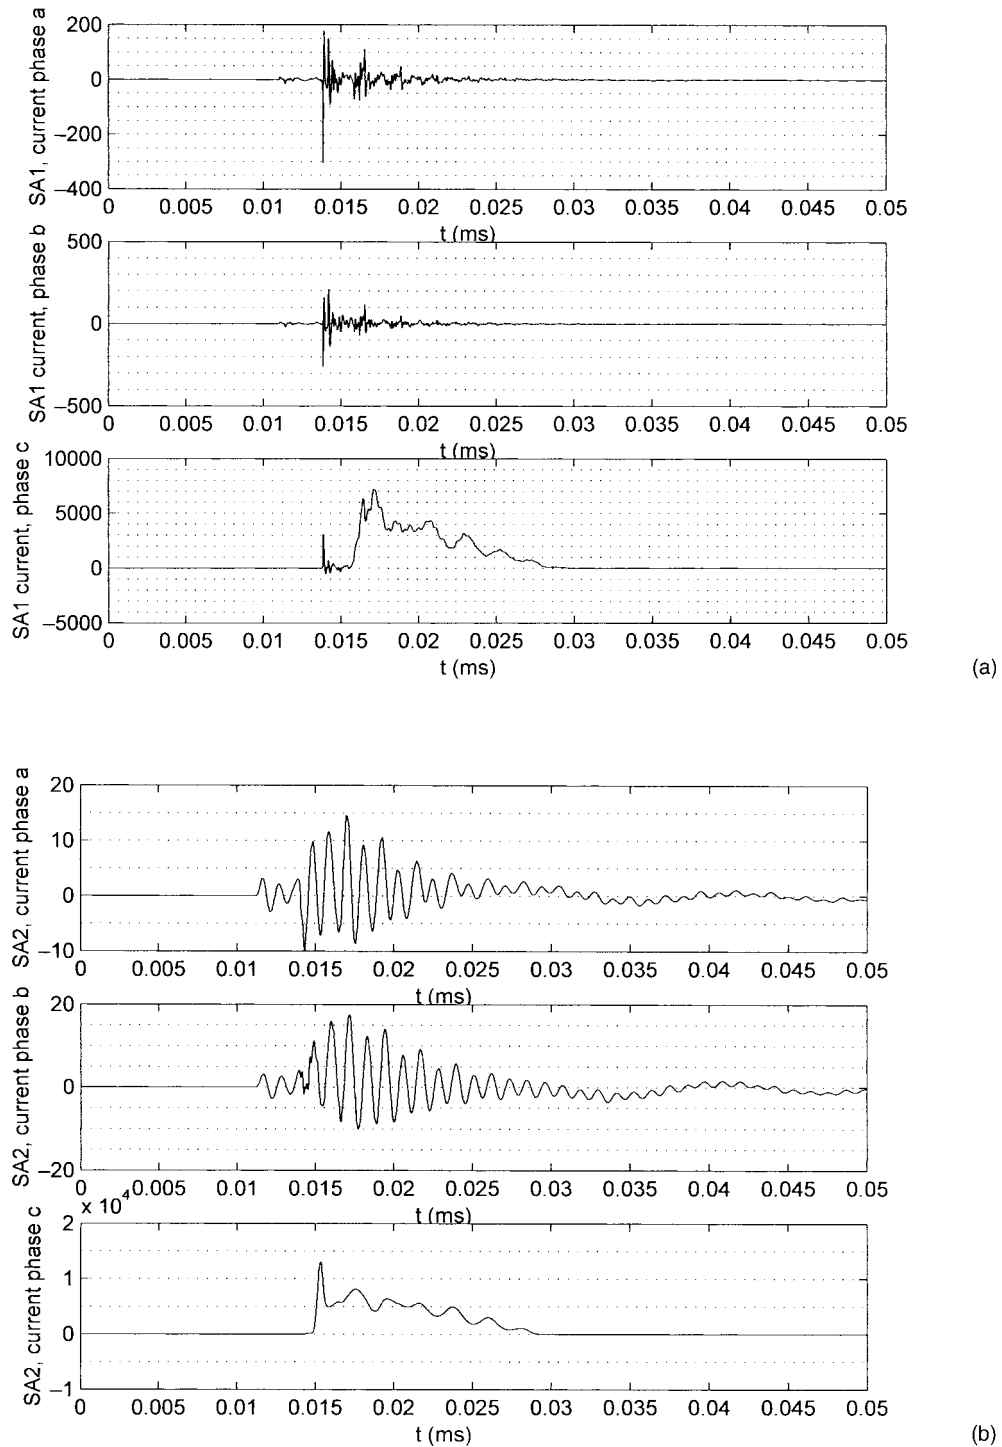 SA1, current phase a
200
0
−200
−400
0 0.005 0.01 0.015 0.02 0.025 0.03 0.035 0.04 0.045 0.05
t (ms)
SA1 current, phase b
500
0
−500
0 0.005 0.01 0.015 0.02 0.025 0.03 0.035 0.04 0.045 0.05
t (ms)
SA1 current, phase c
10000
5000
0
−5000
0 0.005 0.01 0.015 0.02 0.025 0.03 0.035 0.04 0.045 0.05
t (ms)
(a)
SA2, current phase a
20
10
0
−10
0 0.005 0.01 0.015 0.02 0.025 0.03 0.035 0.04 0.045 0.05
t (ms)
SA2, current phase b
20
0
−20
0 0.005 0.01 0.015 0.02 0.025 0.03 0.035 0.04 0.045 0.05
t (ms)
x 10^4
SA2, current phase c
2
1
0
−1
0 0.005 0.01 0.015 0.02 0.025 0.03 0.035 0.04 0.045 0.05
t (ms)
(b)